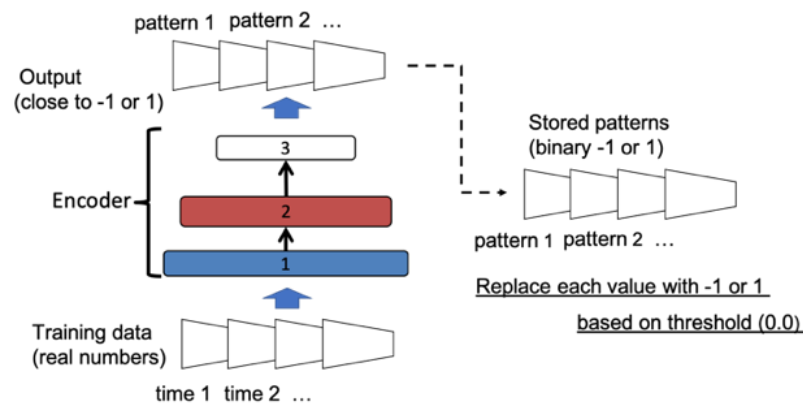 pattern 1 pattern 2 …
Output
(close to -1 or 1)
3
Encoder
2
1
Training data
(real numbers)
time 1 time 2 …
Stored patterns
(binary -1 or 1)
pattern 1 pattern 2 …
Replace each value with -1 or 1
based on threshold (0.0)